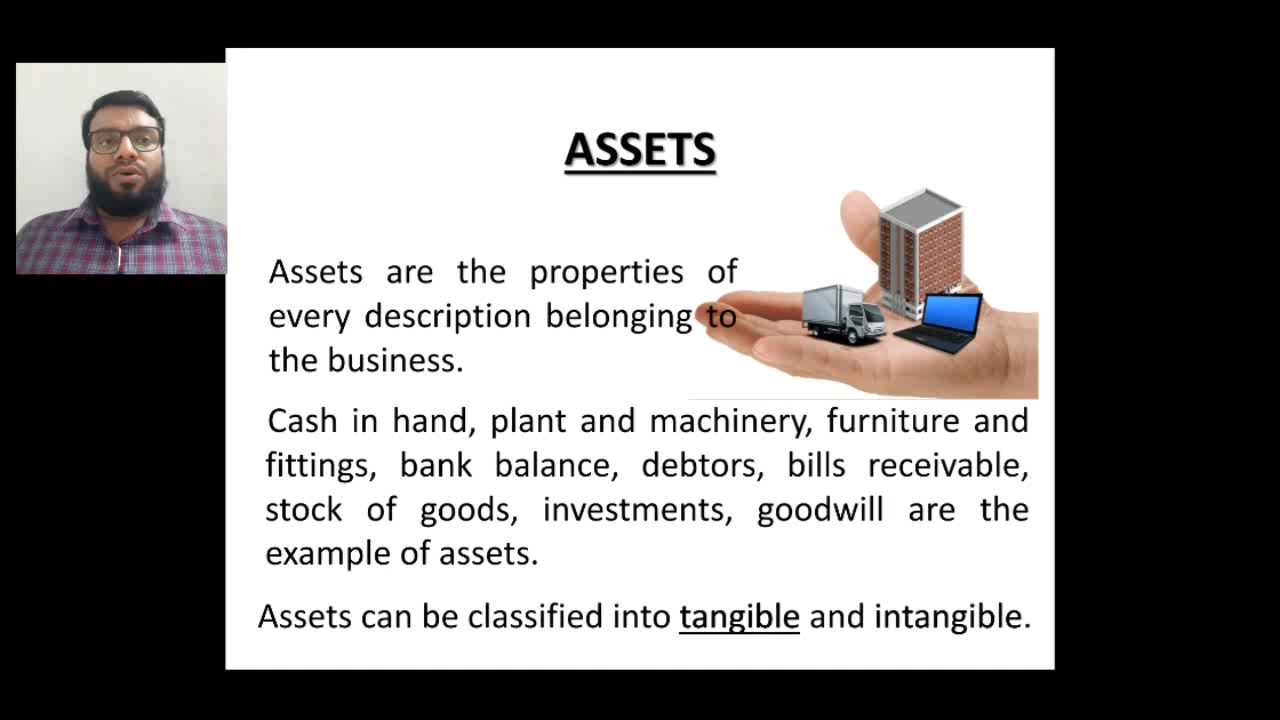 ASSETS
Assets are the properties of
every description belonging to
the business.
Cash in hand, plant and machinery, furniture and
fittings, bank balance, debtors, bills receivable,
stock of goods, investments, goodwill are the
example of assets.
Assets can be classified into tangible and intangible.